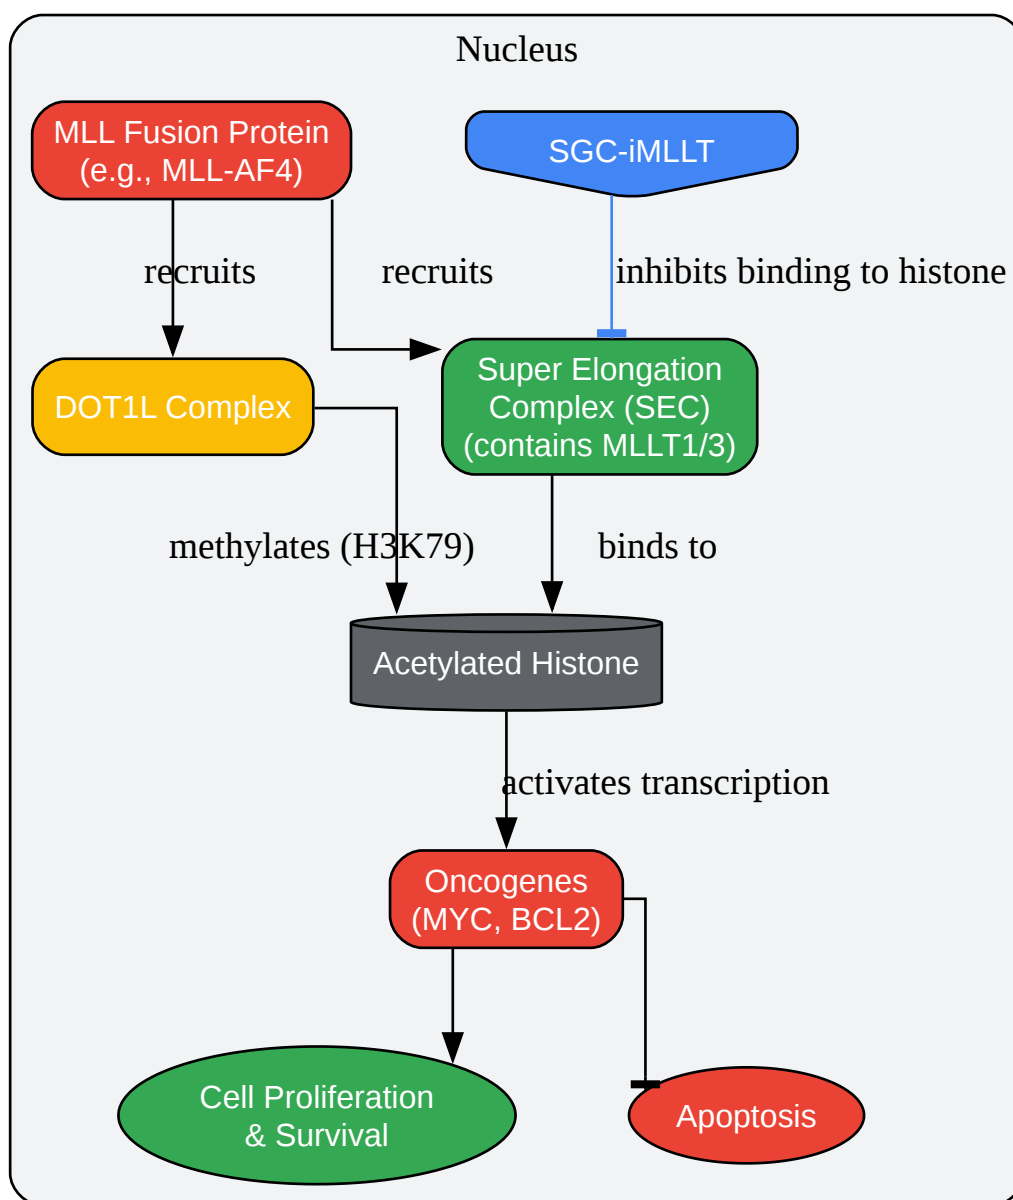 Nucleus
MLL Fusion Protein
(e.g., MLL-AF4)
SGC-iMLLT
recruits
recruits
inhibits binding to histone
DOT1L Complex
Super Elongation
Complex (SEC)
(contains MLLT1/3)
methylates (H3K79)
binds to
Acetylated Histone
activates transcription
Oncogenes
(MYC, BCL2)
Cell Proliferation
& Survival
Apoptosis